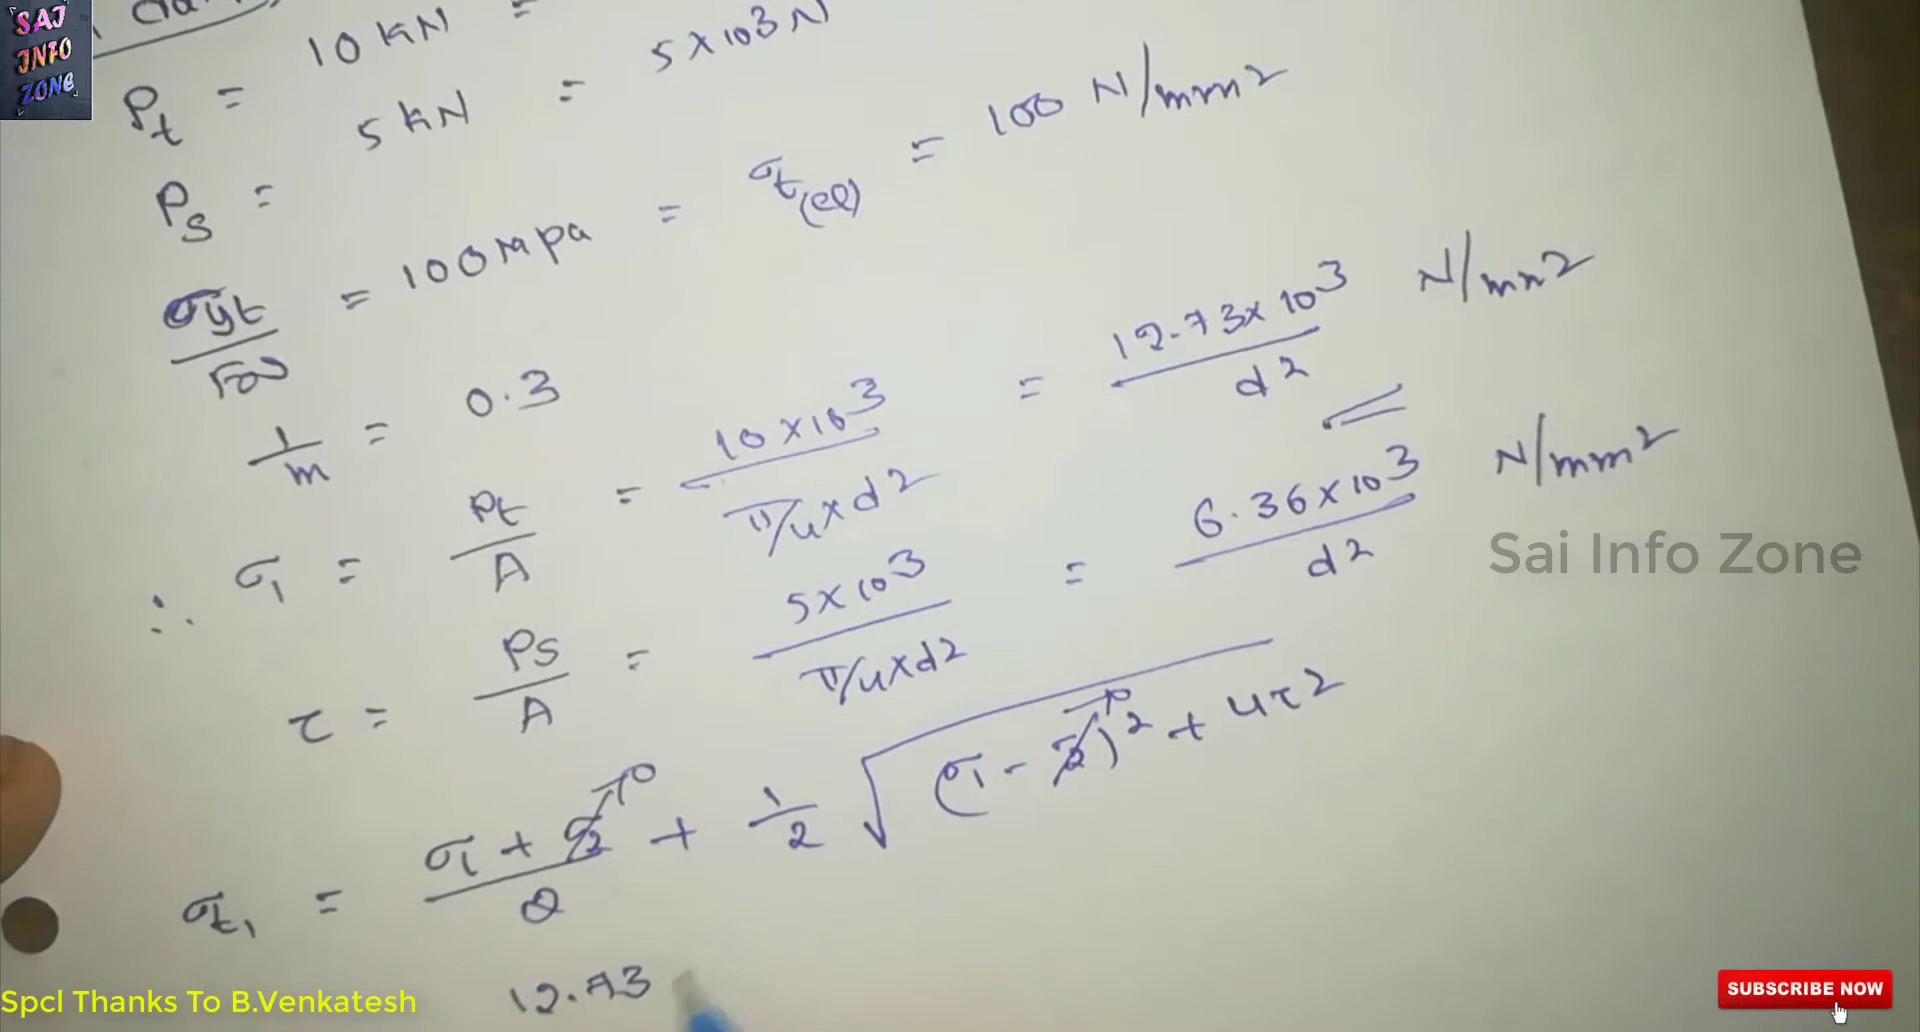 SAI
INFO
ZONE
Pt = 10 KN =
Ps = 5 KN = 5 x 10^3 N
σyt/FOS = 100 Mpa = σt(el) = 100 N/mm2
1/m = 0.3
∴ σ1 = Pt/A = 10 x 10^3 / π/4 x d2 = 12.73 x 10^3 / d2 N/mm2
τ = Ps/A = 5 x 10^3 / π/4 x d2 = 6.36 x 10^3 / d2 N/mm2
σt1 = σ1 + σ2→0 / 2 + 1/2 √(σ1 - σ2→0)2 + 4τ2
12.73
Sai Info Zone
Spcl Thanks To B.Venkatesh
SUBSCRIBE NOW